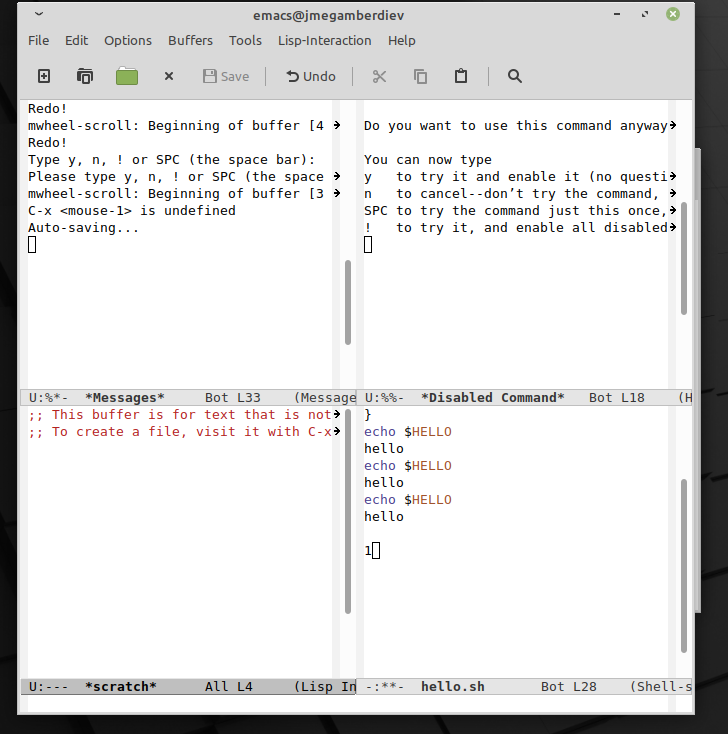 emacs@jmegamberdiev
File Edit Options Buffers Tools Lisp-Interaction Help
Save Undo
Redo!
mwheel-scroll: Beginning of buffer [4
Redo!
Type y, n, ! or SPC (the space bar):
Please type y, n, ! or SPC (the space
mwheel-scroll: Beginning of buffer [3
C-x <mouse-1> is undefined
Auto-saving...
U:%*-  *Messages*     Bot L33    (Message
Do you want to use this command anyway
You can now type
y   to try it and enable it (no questi
n   to cancel--don’t try the command,
SPC to try the command just this once,
!   to try it, and enable all disabled
U:%%-  *Disabled Command*   Bot L18    (H
;; This buffer is for text that is not
;; To create a file, visit it with C-x
U:---  *scratch*      All L4     (Lisp In
}
echo $HELLO
hello
echo $HELLO
hello
echo $HELLO
hello
1
-:**-  hello.sh       Bot L28    (Shell-s